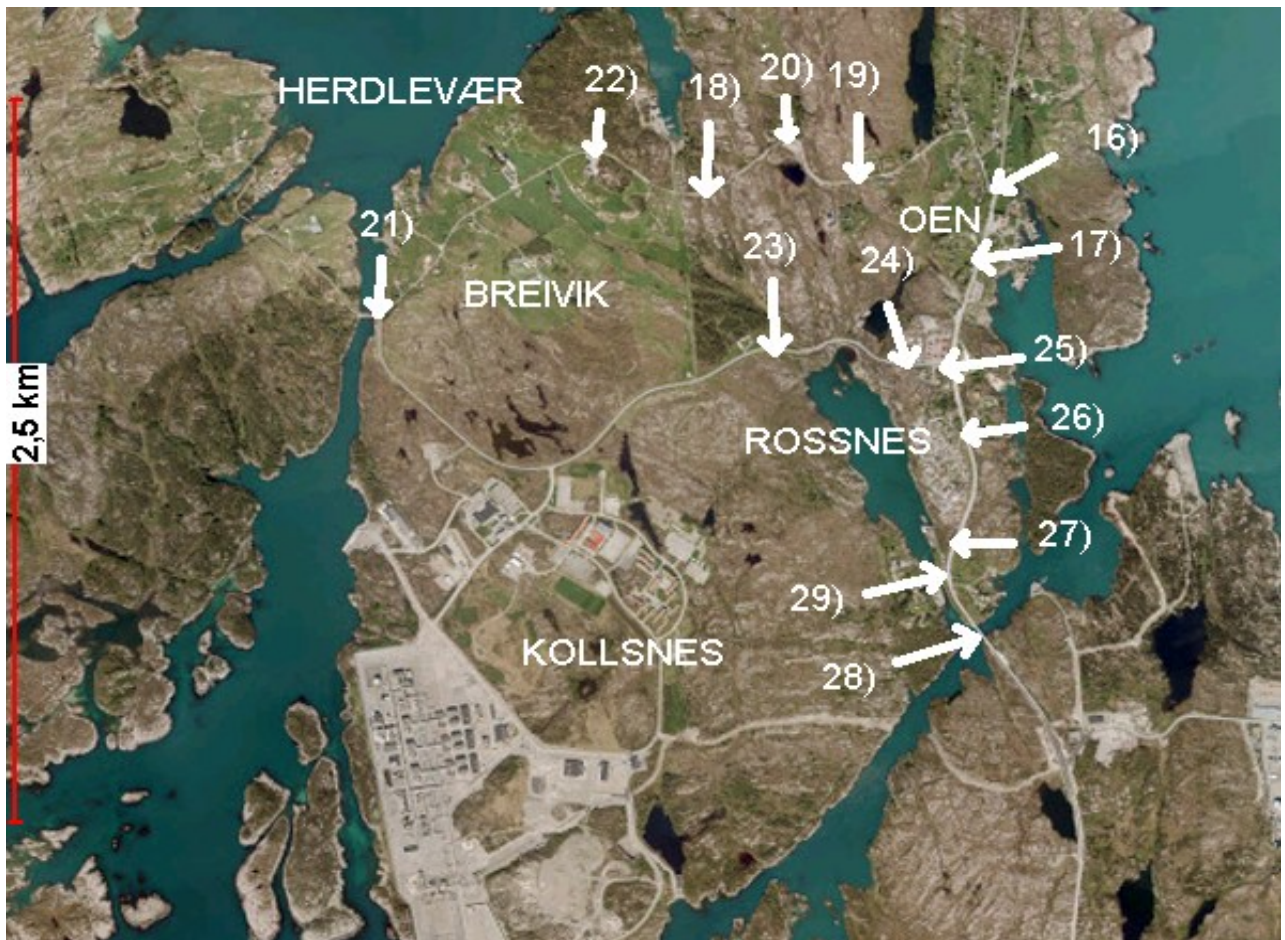 HERDLEVÆR
22)
18)
20)
19)
16)
OEN
21)
23)
24)
17)
BREIVIK
25)
2,5 km
ROSSNES
26)
27)
29)
KOLLSNES
28)